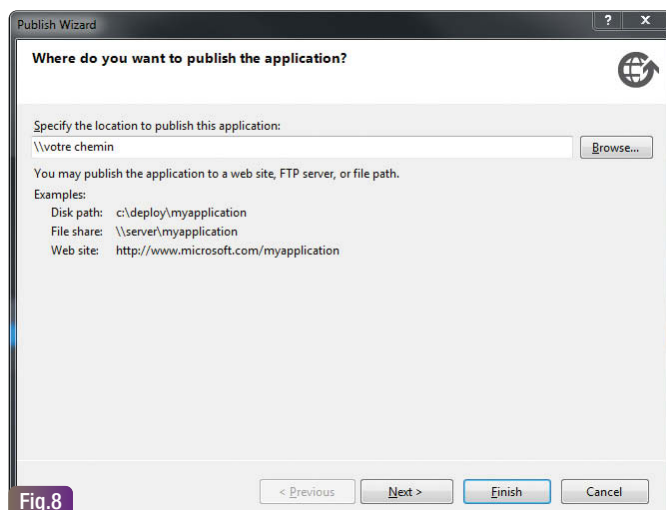 Publish Wizard
? X
Where do you want to publish the application?
Specify the location to publish this application:
\\votre chemin
Browse...
You may publish the application to a web site, FTP server, or file path.
Examples:
Disk path: c:\deploy\myapplication
File share: \\server\myapplication
Web site: http://www.microsoft.com/myapplication
< Previous Next > Finish Cancel
Fig.8